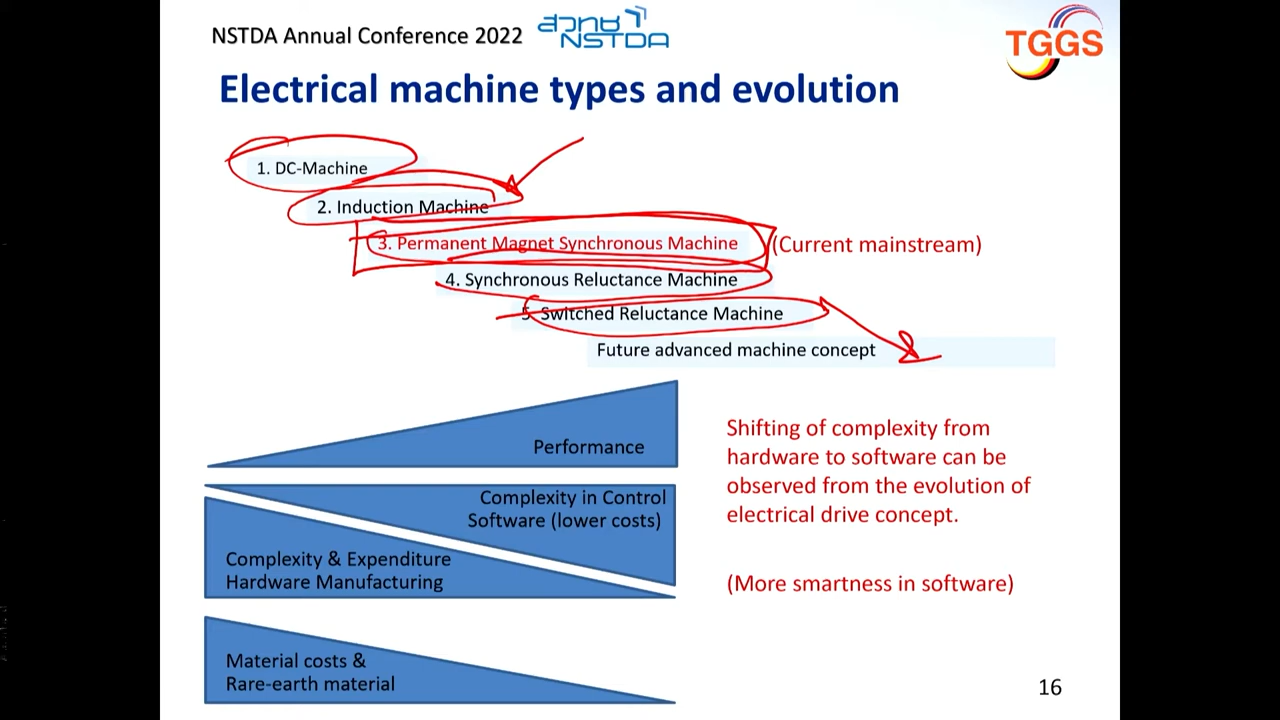 NSTDA Annual Conference 2022
สวทช
NSTDA
TGGS
Electrical machine types and evolution
1. DC-Machine
2. Induction Machine
3. Permanent Magnet Synchronous Machine (Current mainstream)
4. Synchronous Reluctance Machine
5. Switched Reluctance Machine
Future advanced machine concept
Performance
Complexity in Control
Software (lower costs)
Complexity & Expenditure
Hardware Manufacturing
Material costs &
Rare-earth material
Shifting of complexity from
hardware to software can be
observed from the evolution of
electrical drive concept.
(More smartness in software)
16